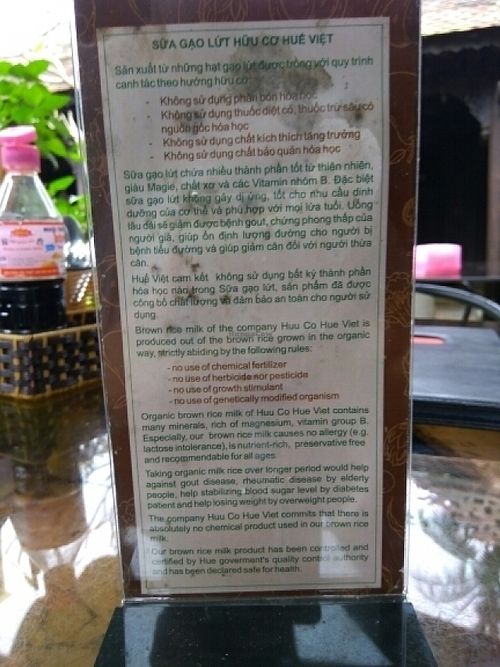 SỮA GẠO LỨT HỮU CƠ HUẾ VIỆT
Sản xuất từ những hạt gạo lứt được trồng với quy trình
canh tác theo hướng hữu cơ:
- Không sử dụng phân bón hóa học
- Không sử dụng thuốc diệt cỏ, thuốc trừ sâu có
nguồn gốc hóa học
- Không sử dụng chất kích thích tăng trưởng
- Không sử dụng chất bảo quản hóa học
Sữa gạo lứt chứa nhiều thành phần tốt từ thiên nhiên,
giàu Magiê, chất xơ và các Vitamin nhóm B. Đặc biệt
sữa gạo lứt không gây dị ứng, tốt cho nhu cầu dinh
dưỡng của cơ thể và phù hợp với mọi lứa tuổi. Uống
lâu dài sẽ giảm được bệnh gout, chứng phong thấp của
người già, giúp ổn định lượng đường cho người bị
bệnh tiểu đường và giúp giảm cân đối với người thừa
cân.
Huế Việt cam kết không sử dụng bất kỳ thành phần
hóa học nào trong Sữa gạo lứt, sản phẩm đã được
công bố chất lượng và đảm bảo an toàn cho người sử
dụng.
Brown rice milk of the company Huu Co Hue Viet is
produced out of the brown rice grown in the organic
way, strictly abiding by the following rules:
- no use of chemical fertilizer
- no use of herbicide nor pesticide
- no use of growth stimulant
- no use of genetically modified organism
Organic brown rice milk of Huu Co Hue Viet contains
many minerals, rich of magnesium, vitamin group B.
Especially, our brown rice milk causes no allergy (e.g.
lactose intolerance), is nutrient-rich, preservative free
and recommendable for all ages.
Taking organic milk rice over longer period would help
against gout disease, rheumatic disease by elderly
people, help stabilizing blood sugar level by diabetes
patient and help losing weight by overweight people.
The company Huu Co Hue Viet commits that there is
absolutely no chemical product used in our brown rice
milk.
Our brown rice milk product has been controlled and
certified by Hue goverment's quality control authority
and has been declared safe for health.